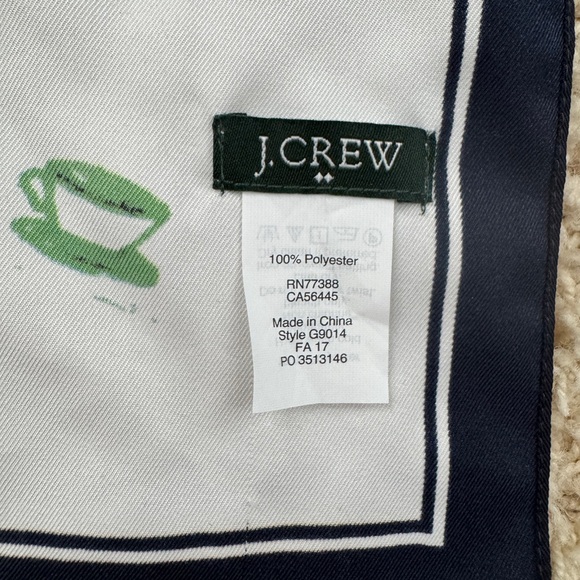 J.CREW
100% Polyester
RN77388
CA56445
Made in China
Style G9014
FA 17
PO 3513146